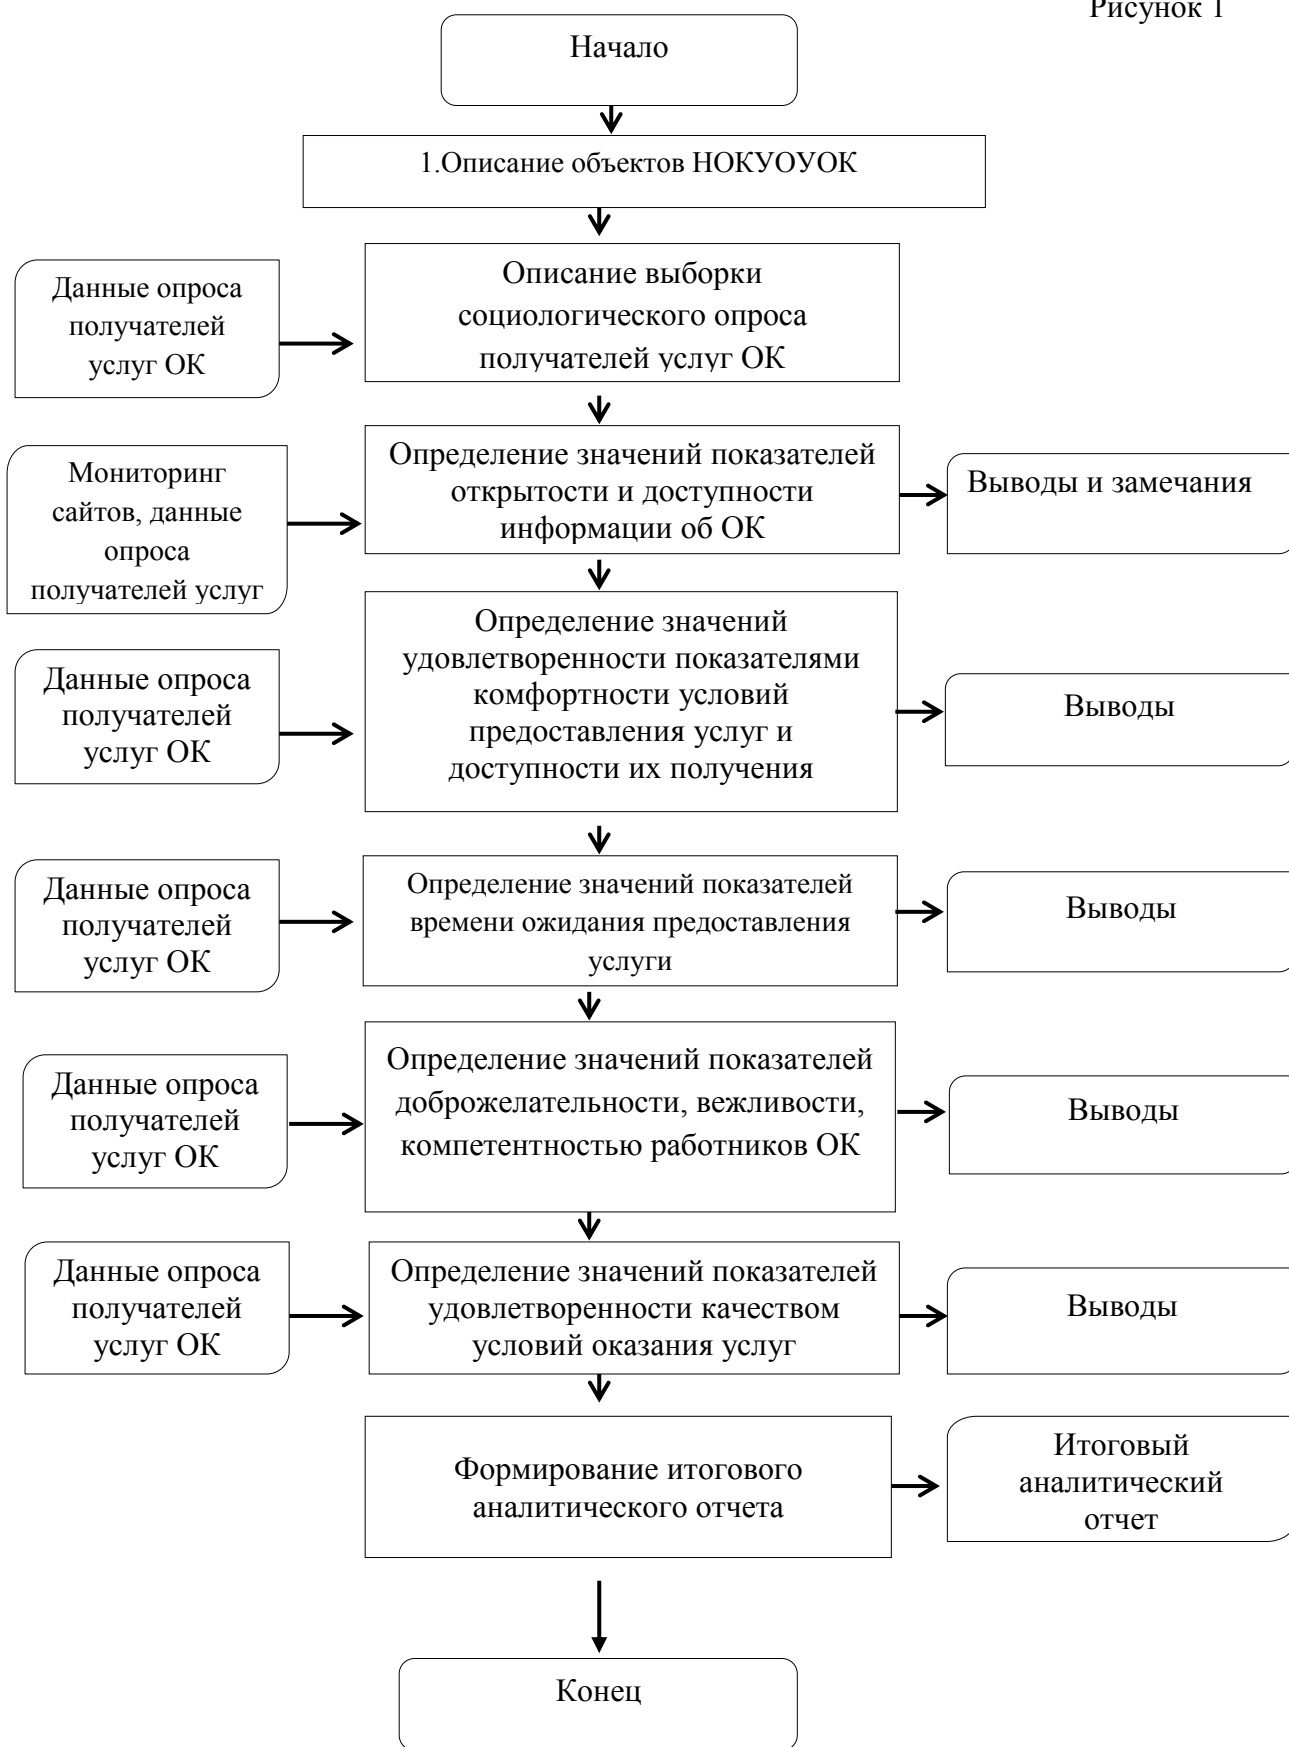 Рисунок 1
Начало
1.Описание объектов НОКУОУОК
Данные опроса
получателей
услуг ОК
Описание выборки
социологического опроса
получателей услуг ОК
Мониторинг
сайтов, данные
опроса
получателей услуг
Определение значений показателей
открытости и доступности
информации об ОК
Выводы и замечания
Данные опроса
получателей
услуг ОК
Определение значений
удовлетворенности показателями
комфортности условий
предоставления услуг и
доступности их получения
Выводы
Данные опроса
получателей
услуг ОК
Определение значений показателей
времени ожидания предоставления
услуги
Выводы
Данные опроса
получателей
услуг ОК
Определение значений показателей
доброжелательности, вежливости,
компетентностью работников ОК
Выводы
Данные опроса
получателей
услуг ОК
Определение значений показателей
удовлетворенности качеством
условий оказания услуг
Выводы
Формирование итогового
аналитического отчета
Итоговый
аналитический
отчет
Конец